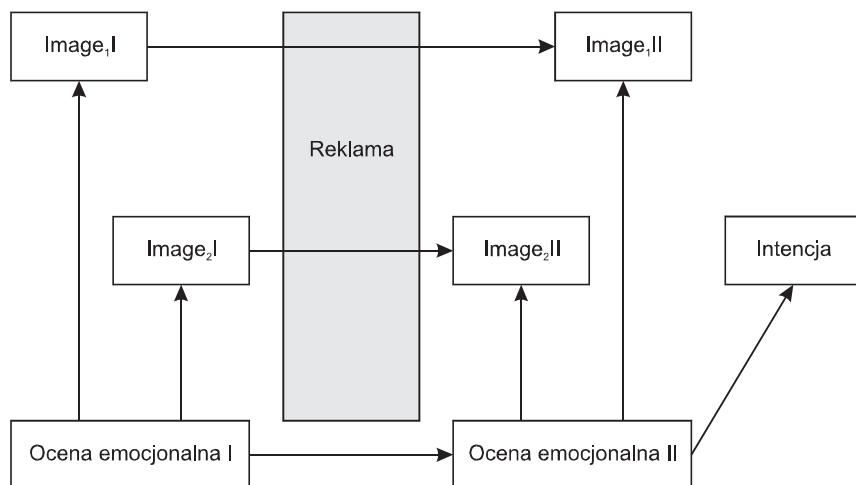 Image₁I
Image₁II
Reklama
Image₂I
Image₂II
Intencja
Ocena emocjonalna I
Ocena emocjonalna II